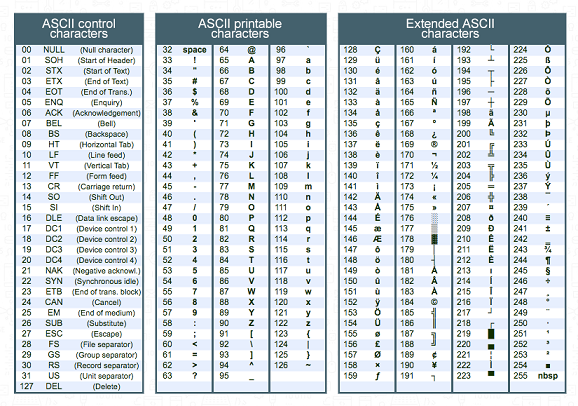 ASCII control
characters
00 NULL (Null character)
01 SOH (Start of Header)
02 STX (Start of Text)
03 ETX (End of Text)
04 EOT (End of Trans.)
05 ENQ (Enquiry)
06 ACK (Acknowledgement)
07 BEL (Bell)
08 BS (Backspace)
09 HT (Horizontal Tab)
10 LF (Line feed)
11 VT (Vertical Tab)
12 FF (Form feed)
13 CR (Carriage return)
14 SO (Shift Out)
15 SI (Shift In)
16 DLE (Data link escape)
17 DC1 (Device control 1)
18 DC2 (Device control 2)
19 DC3 (Device control 3)
20 DC4 (Device control 4)
21 NAK (Negative acknowl.)
22 SYN (Synchronous idle)
23 ETB (End of trans. block)
24 CAN (Cancel)
25 EM (End of medium)
26 SUB (Substitute)
27 ESC (Escape)
28 FS (File separator)
29 GS (Group separator)
30 RS (Record separator)
31 US (Unit separator)
127 DEL (Delete)
ASCII printable
characters
32 space 64 @ 96 `
33 ! 65 A 97 a
34 " 66 B 98 b
35 # 67 C 99 c
36 $ 68 D 100 d
37 % 69 E 101 e
38 & 70 F 102 f
39 ' 71 G 103 g
40 ( 72 H 104 h
41 ) 73 I 105 i
42 * 74 J 106 j
43 + 75 K 107 k
44 , 76 L 108 l
45 - 77 M 109 m
46 . 78 N 110 n
47 / 79 O 111 o
48 0 80 P 112 p
49 1 81 Q 113 q
50 2 82 R 114 r
51 3 83 S 115 s
52 4 84 T 116 t
53 5 85 U 117 u
54 6 86 V 118 v
55 7 87 W 119 w
56 8 88 X 120 x
57 9 89 Y 121 y
58 : 90 Z 122 z
59 ; 91 [ 123 {
60 < 92 \ 124 |
61 = 93 ] 125 }
62 > 94 ^ 126 ~
63 ? 95 _
Extended ASCII
characters
128 Ç 160 á 192 └ 224 Ó
129 ü 161 í 193 ┴ 225 ß
130 é 162 ó 194 ┬ 226 Ô
131 â 163 ú 195 ├ 227 Ò
132 ä 164 ñ 196 ─ 228 õ
133 à 165 Ñ 197 ┼ 229 Õ
134 å 166 ª 198 ã 230 µ
135 ç 167 º 199 Ã 231 þ
136 ê 168 ¿ 200 ╚ 232 Þ
137 ë 169 ® 201 ╔ 233 Ú
138 è 170 ¬ 202 ╩ 234 Û
139 ï 171 ½ 203 ╦ 235 Ù
140 î 172 ¼ 204 ╠ 236 ý
141 ì 173 ¡ 205 ═ 237 Ý
142 Ä 174 « 206 ╬ 238 ¯
143 Å 175 » 207 ¤ 239 ´
144 É 176 ░ 208 ð 240 ≡
145 æ 177 ▒ 209 Ð 241 ±
146 Æ 178 ▓ 210 Ê 242 ‗
147 ô 179 │ 211 Ë 243 ¾
148 ö 180 ┤ 212 È 244 ¶
149 ò 181 Á 213 ı 245 §
150 û 182 Â 214 Í 246 ÷
151 ù 183 À 215 Î 247 ¸
152 ÿ 184 © 216 Ï 248 °
153 Ö 185 ╣ 217 ┘ 249 ¨
154 Ü 186 ║ 218 ┌ 250 ·
155 ø 187 ╗ 219 █ 251 ¹
156 £ 188 ╝ 220 ▄ 252 ³
157 Ø 189 ¢ 221 ¦ 253 ²
158 × 190 ¥ 222 Ì 254 ■
159 ƒ 191 ┐ 223 ▀ 255 nbsp